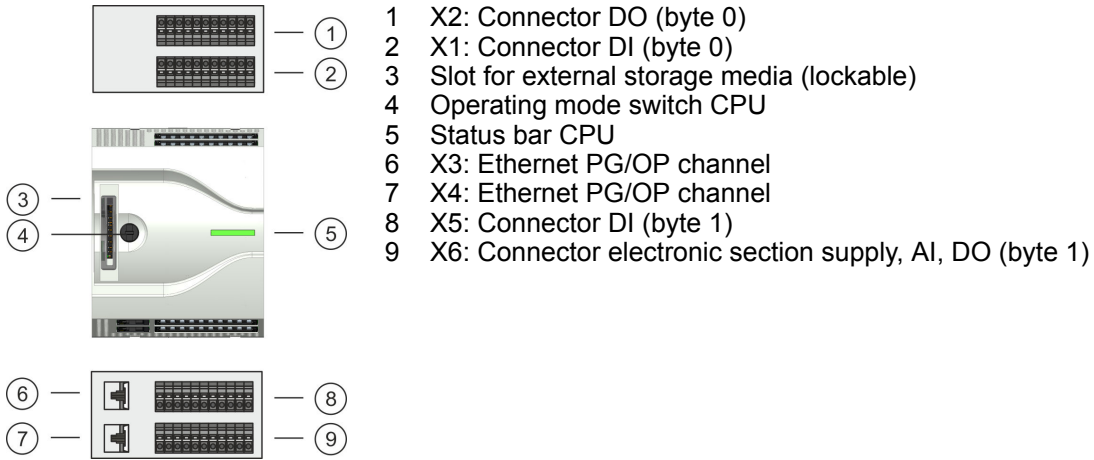 1 X2: Connector DO (byte 0)
2 X1: Connector DI (byte 0)
3 Slot for external storage media (lockable)
4 Operating mode switch CPU
5 Status bar CPU
6 X3: Ethernet PG/OP channel
7 X4: Ethernet PG/OP channel
8 X5: Connector DI (byte 1)
9 X6: Connector electronic section supply, AI, DO (byte 1)
1
2
3
4
5
6
8
7
9